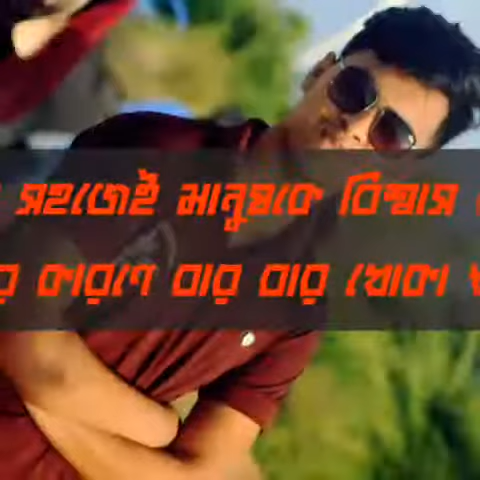 সহজেই মানুষকে বিশ্বাস
কারণে বার বার ধোকা